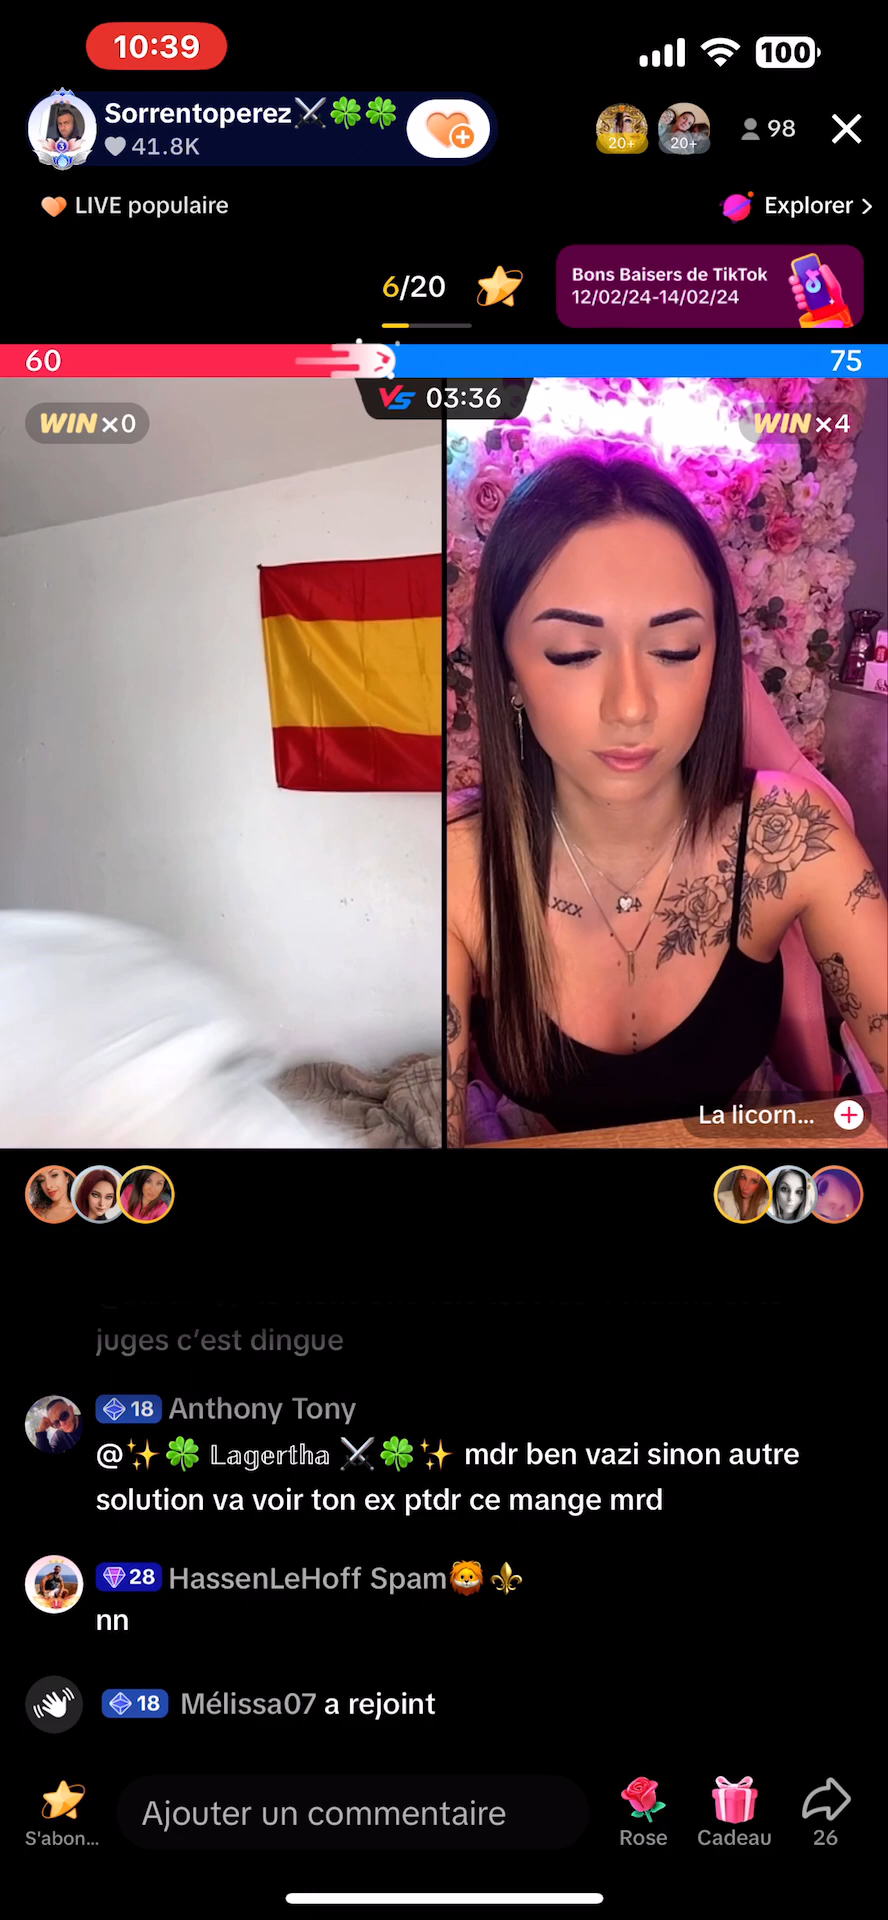 10:39
100
Sorrentoperez⚔️🍀🍀
41.8K
20+
20+
98
LIVE populaire
Explorer >
6/20
Bons Baisers de TikTok
12/02/24-14/02/24
60
75
VS 03:36
WIN ×0
WIN ×4
XXX
La licorn...
juges c’est dingue
18 Anthony Tony
@✨🍀 𝕃𝕒𝕘𝕖𝕣𝕥𝕙𝕒 ⚔️🍀✨ mdr ben vazi sinon autre
solution va voir ton ex ptdr ce mange mrd
28 HassenLeHoff Spam🦁⚜️
nn
18 Mélissa07 a rejoint
Ajouter un commentaire
S'abon...
Rose
Cadeau
26